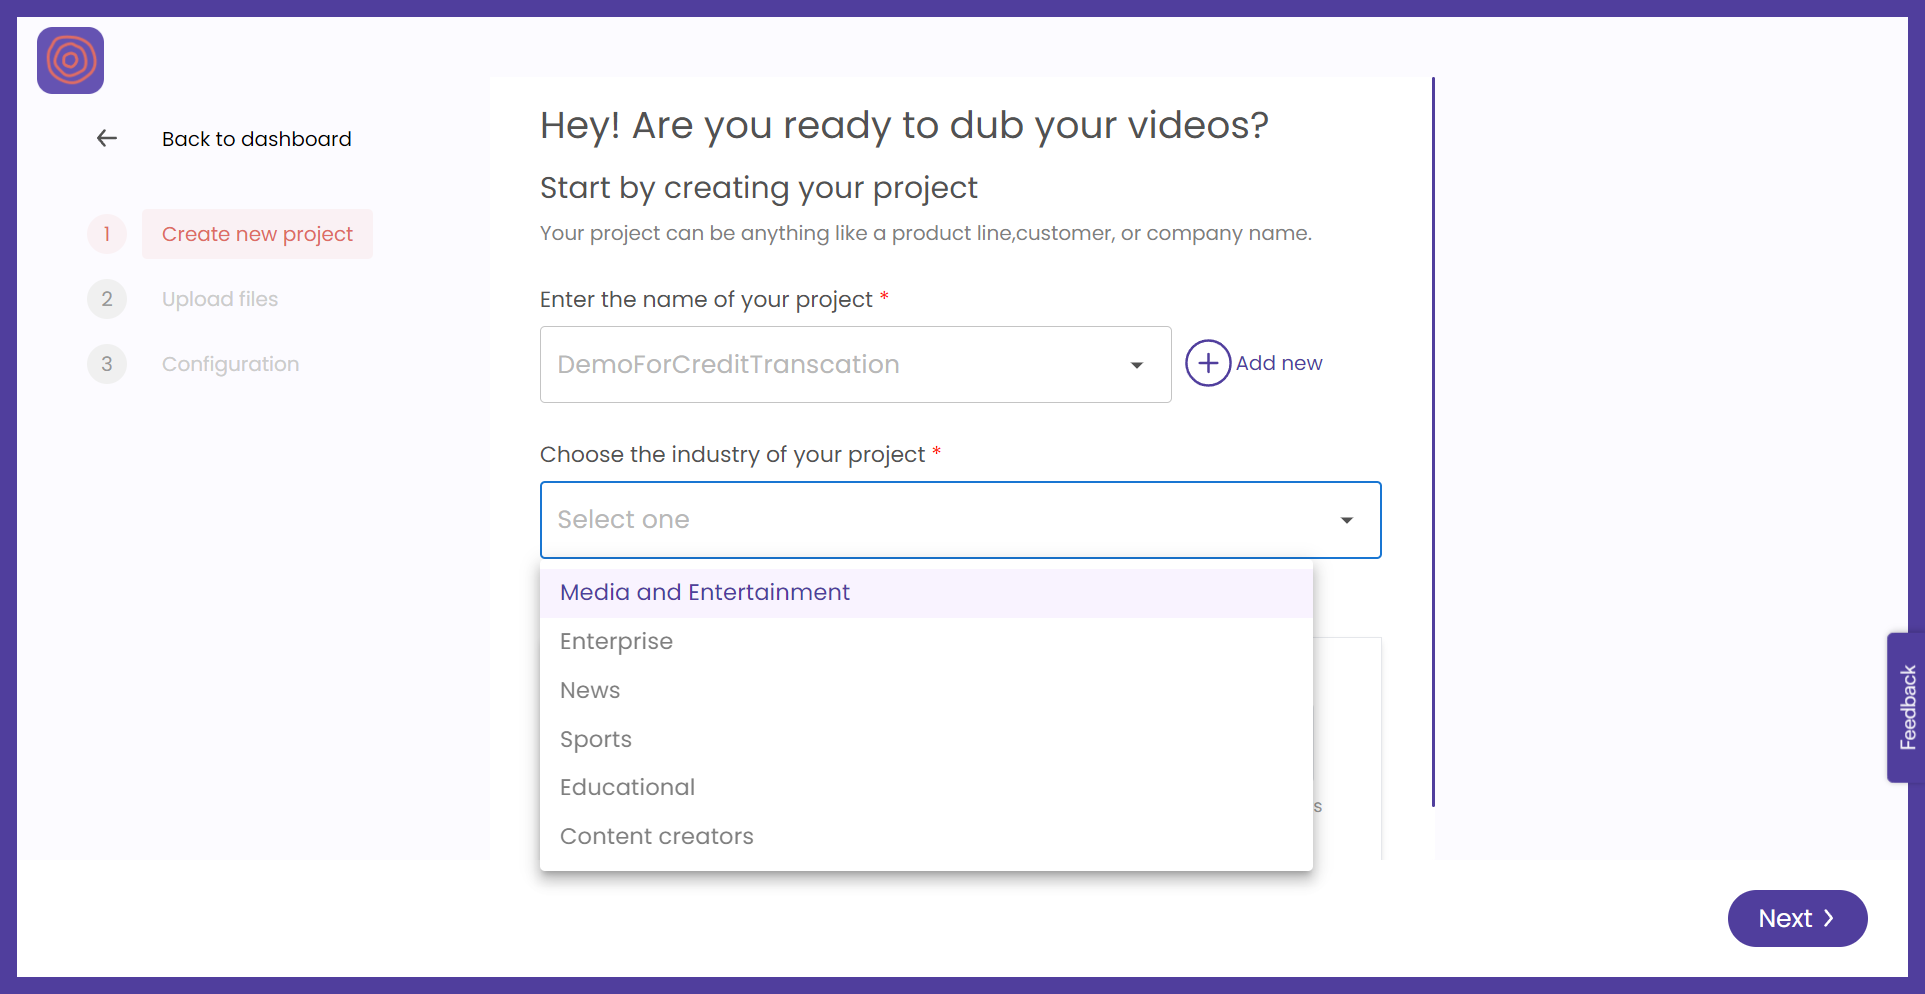 Back to dashboard
1 Create new project
2 Upload files
3 Configuration
Hey! Are you ready to dub your videos?
Start by creating your project
Your project can be anything like a product line,customer, or company name.
Enter the name of your project *
DemoForCreditTranscation
Add new
Choose the industry of your project *
Select one
Media and Entertainment
Enterprise
News
Sports
Educational
Content creators
s
Feedback
Next